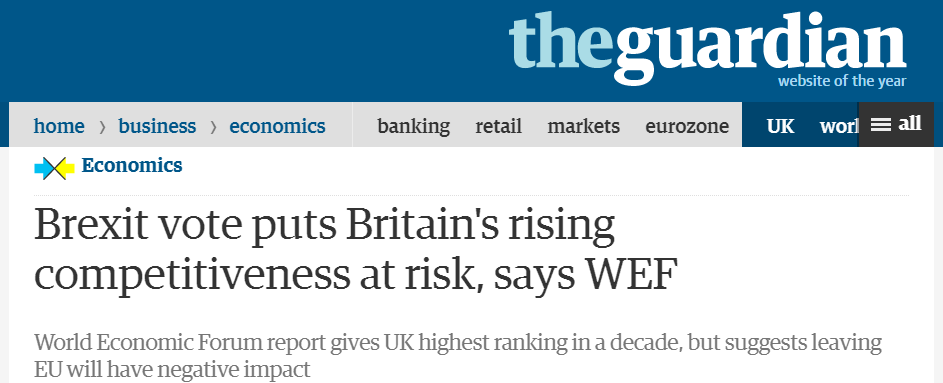 theguardian
website of the year
home › business › economics banking retail markets eurozone UK worl all
Economics
Brexit vote puts Britain's rising
competitiveness at risk, says WEF
World Economic Forum report gives UK highest ranking in a decade, but suggests leaving
EU will have negative impact